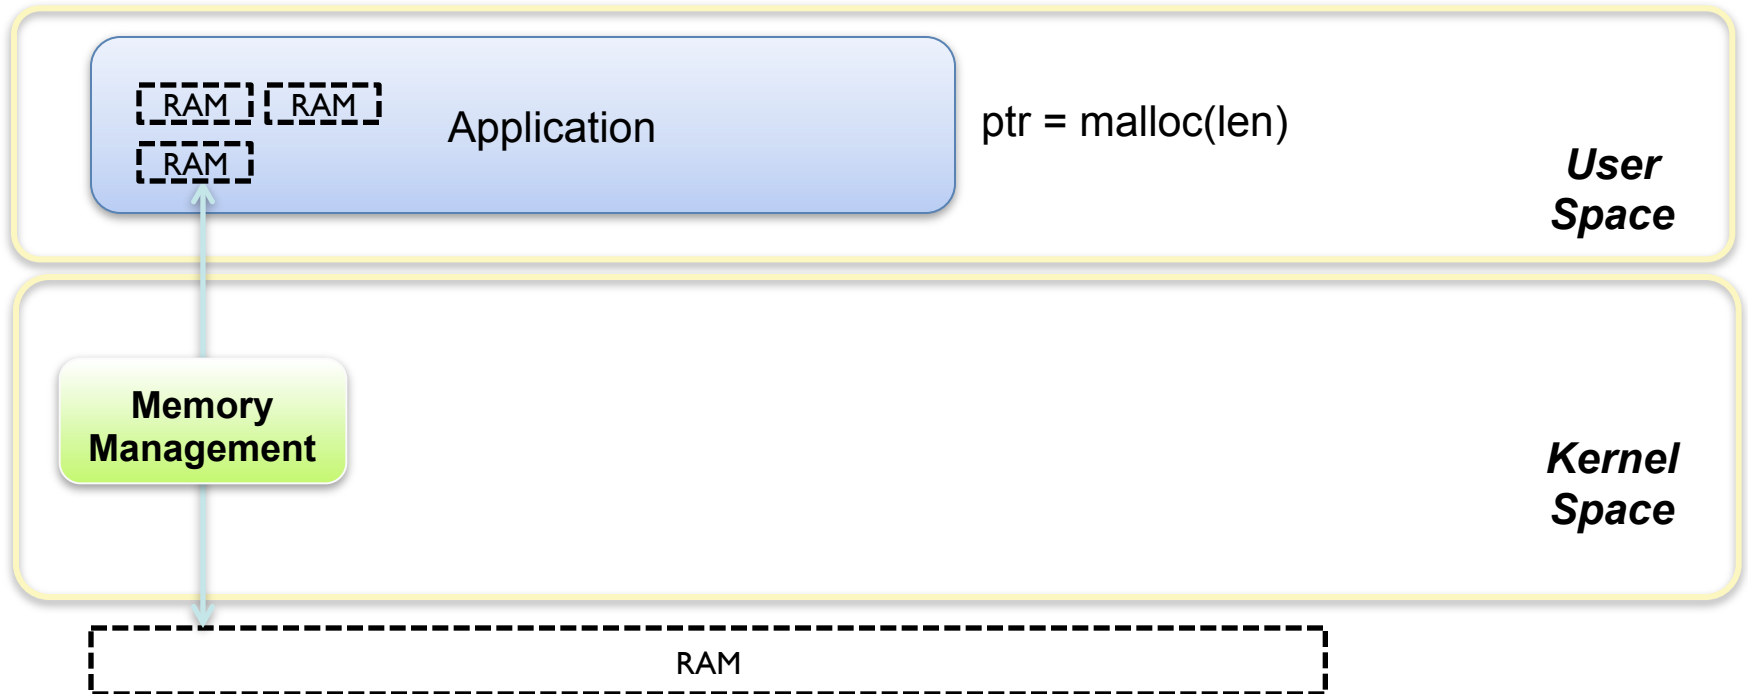 RAM RAM
RAM
Application
ptr = malloc(len)
User
Space
Memory
Management
Kernel
Space
RAM